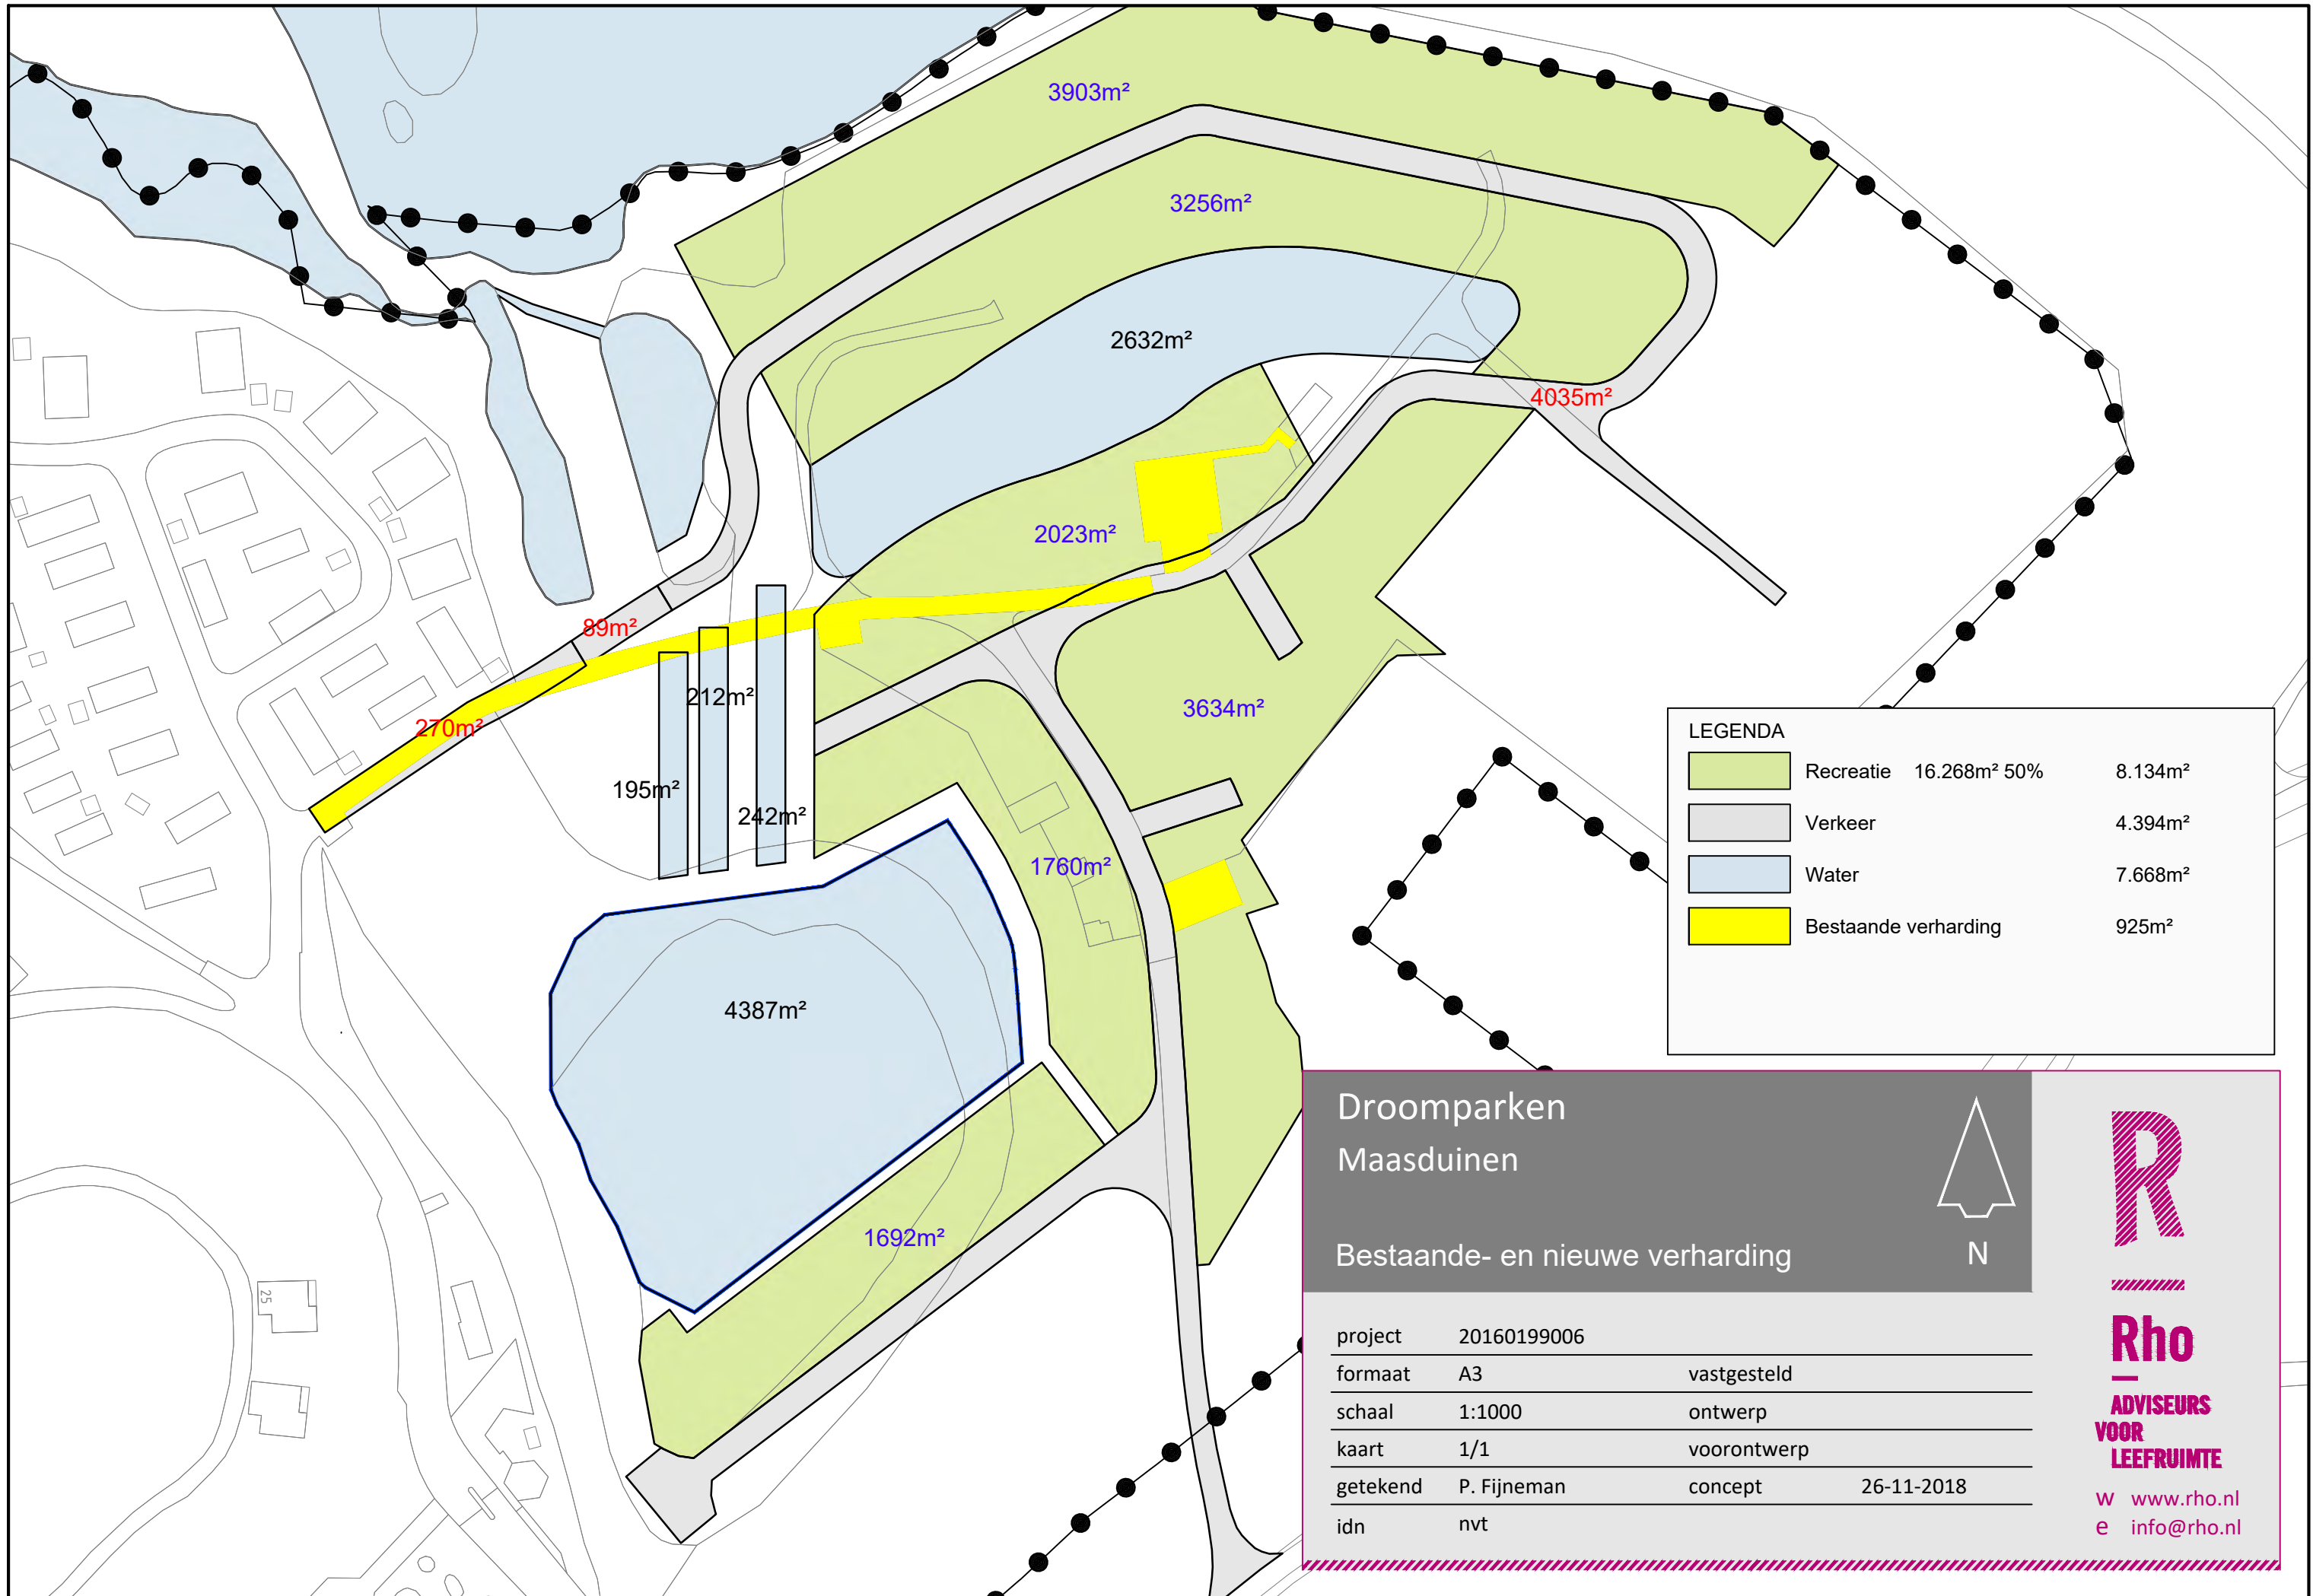 3903m²
3256m²
2632m²
4035m²
2023m²
89m²
212m²
270m²
3634m²
195m²
242m²
1760m²
4387m²
1692m²
25
LEGENDA
Recreatie 16.268m² 50% 8.134m²
Verkeer 4.394m²
Water 7.668m²
Bestaande verharding 925m²
Droomparken
Maasduinen
Bestaande- en nieuwe verharding
N
project 20160199006
formaat A3 vastgesteld
schaal 1:1000 ontwerp
kaart 1/1 voorontwerp
getekend P. Fijneman concept 26-11-2018
idn nvt
R
Rho
ADVISEURS
VOOR
LEEFRUIMTE
w www.rho.nl
e info@rho.nl